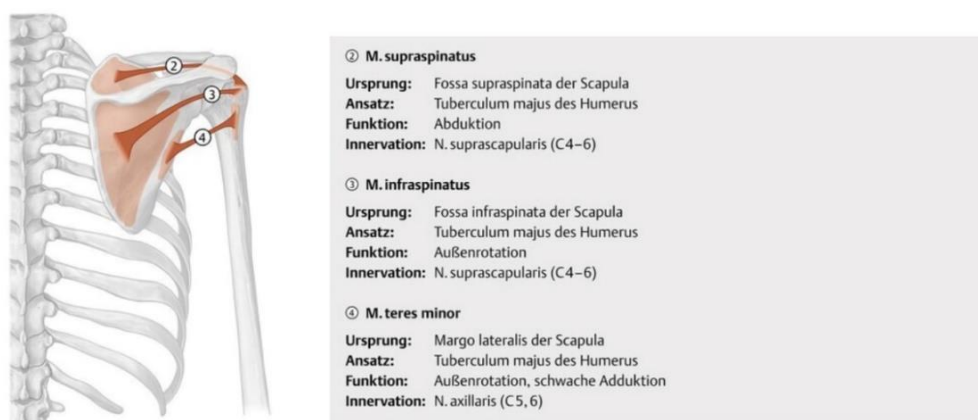 ②
③
④
② M. supraspinatus
Ursprung: Fossa supraspinata der Scapula
Ansatz: Tuberculum majus des Humerus
Funktion: Abduktion
Innervation: N. suprascapularis (C4–6)
③ M. infraspinatus
Ursprung: Fossa infraspinata der Scapula
Ansatz: Tuberculum majus des Humerus
Funktion: Außenrotation
Innervation: N. suprascapularis (C4–6)
④ M. teres minor
Ursprung: Margo lateralis der Scapula
Ansatz: Tuberculum majus des Humerus
Funktion: Außenrotation, schwache Adduktion
Innervation: N. axillaris (C5, 6)